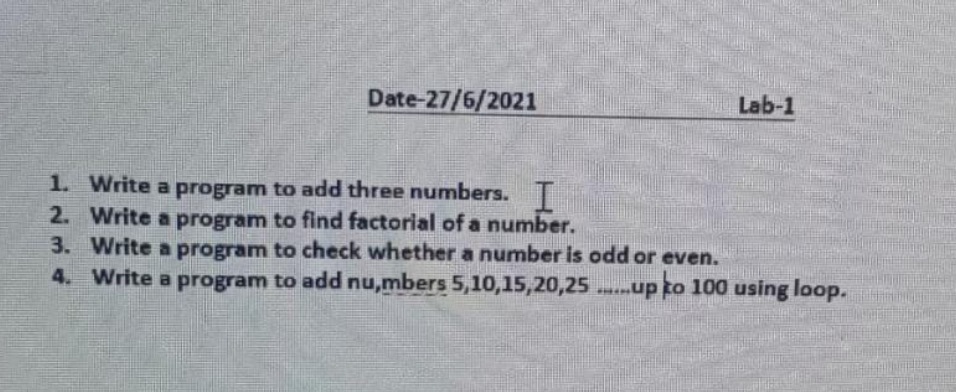 Date-27/6/2021 Lab-1
1. Write a program to add three numbers.
2. Write a program to find factorial of a number.
3. Write a program to check whether a number is odd or even.
4. Write a program to add nu,mbers 5,10,15,20,25 ......up to 100 using loop.